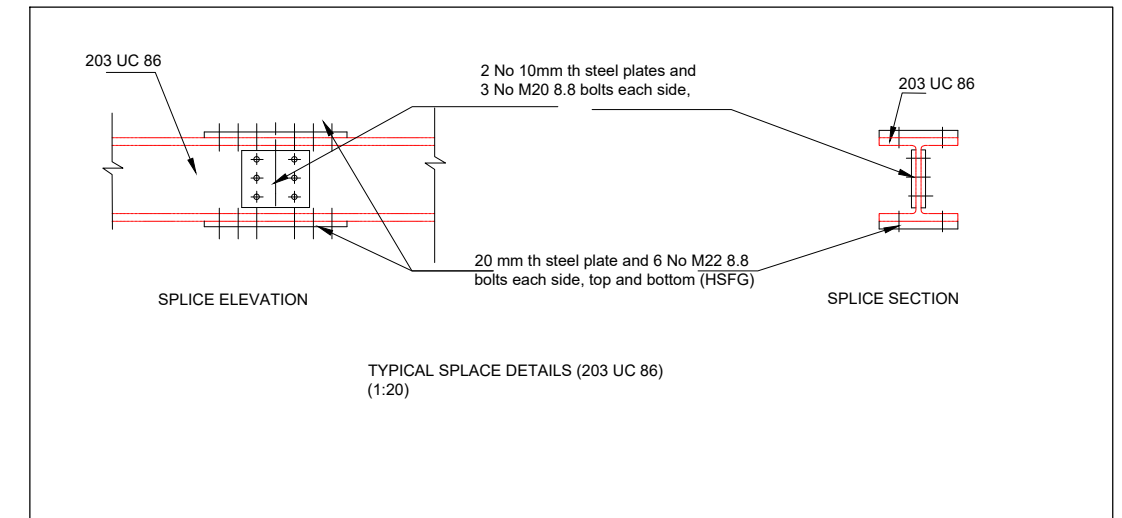 203 UC 86
2 No 10mm th steel plates and
3 No M20 8.8 bolts each side,
203 UC 86
20 mm th steel plate and 6 No M22 8.8
bolts each side, top and bottom (HSFG)
SPLICE ELEVATION
SPLICE SECTION
TYPICAL SPLACE DETAILS (203 UC 86)
(1:20)